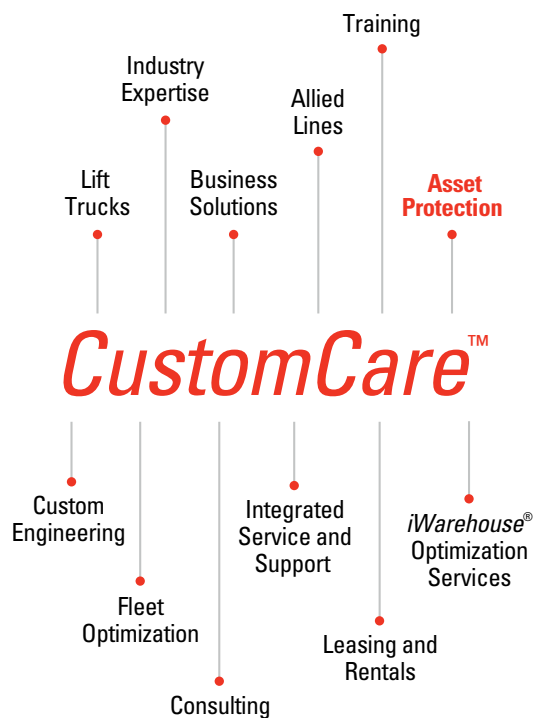 Training
Industry
Expertise
Allied
Lines
Lift
Trucks
Business
Solutions
Asset
Protection
CustomCare™
Custom
Engineering
Integrated
Service and
Support
iWarehouse®
Optimization
Services
Fleet
Optimization
Leasing and
Rentals
Consulting